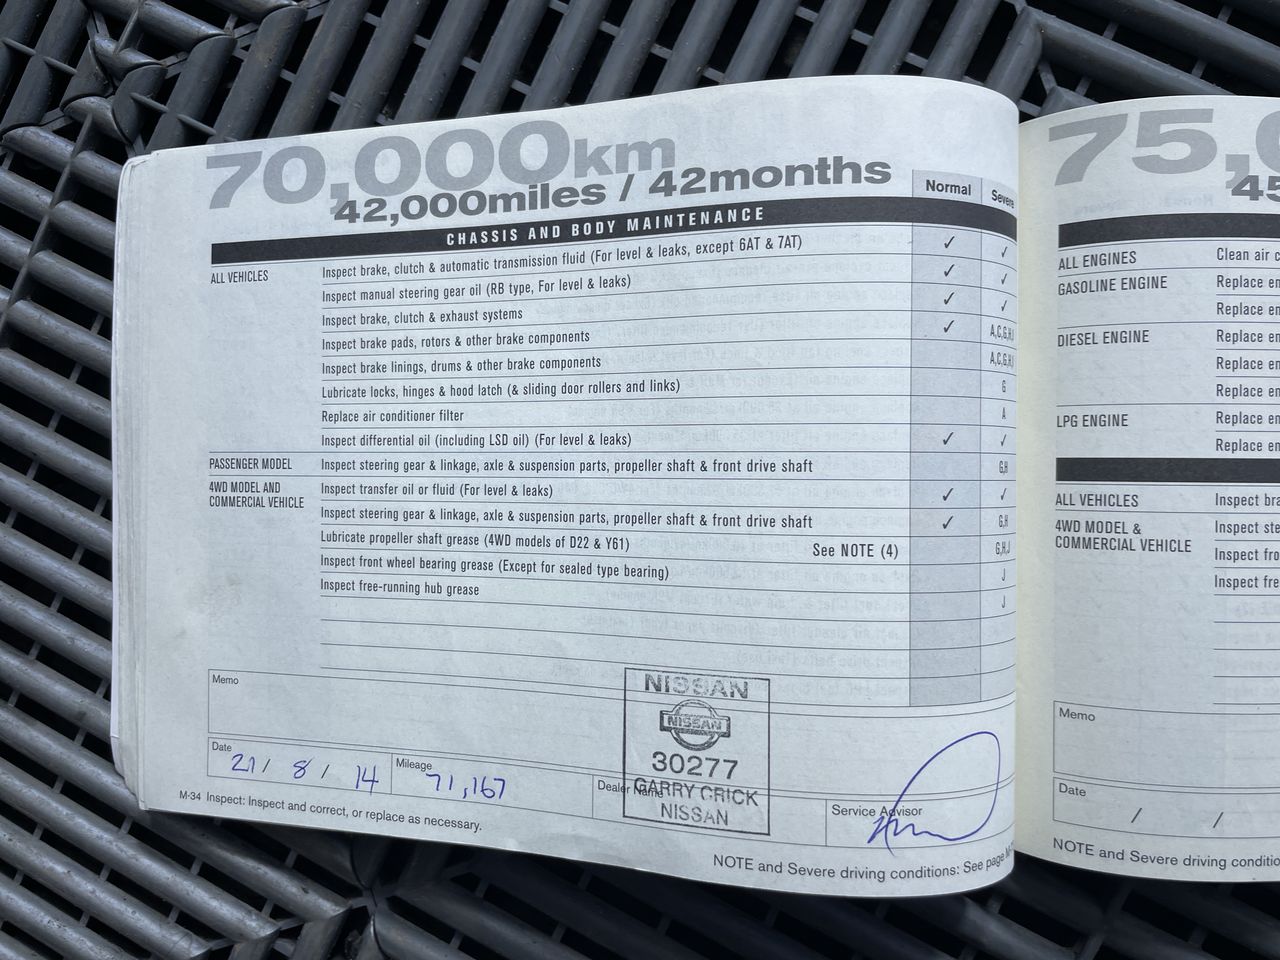 70,000km
42,000miles / 42months
Normal
Severe
CHASSIS AND BODY MAINTENANCE
ALL VEHICLES
Inspect brake, clutch & automatic transmission fluid (For level & leaks, except 6AT & 7AT) ✓ ✓
Inspect manual steering gear oil (RB type, For level & leaks) ✓ ✓
Inspect brake, clutch & exhaust systems ✓ ✓
Inspect brake pads, rotors & other brake components ✓ A,C,G,H,I
Inspect brake linings, drums & other brake components A,C,G,H,I
Lubricate locks, hinges & hood latch (& sliding door rollers and links) G
Replace air conditioner filter A
Inspect differential oil (including LSD oil) (For level & leaks) ✓ ✓
PASSENGER MODEL Inspect steering gear & linkage, axle & suspension parts, propeller shaft & front drive shaft G,H
4WD MODEL AND
COMMERCIAL VEHICLE
Inspect transfer oil or fluid (For level & leaks) ✓ ✓
Inspect steering gear & linkage, axle & suspension parts, propeller shaft & front drive shaft ✓ G,H
Lubricate propeller shaft grease (4WD models of D22 & Y61) See NOTE (4) G,H,J
Inspect front wheel bearing grease (Except for sealed type bearing) J
Inspect free-running hub grease J
Memo
NISSAN
NISSAN
30277
GARRY CRICK
NISSAN
Date 21/ 8 / 14
Mileage 71,167
Dealer Name
Service Advisor
M-34 Inspect: Inspect and correct, or replace as necessary.
NOTE and Severe driving conditions: See page
75,0
45
ALL ENGINES Clean air c
GASOLINE ENGINE Replace en
Replace en
DIESEL ENGINE Replace en
Replace en
Replace en
LPG ENGINE Replace en
Replace en
ALL VEHICLES Inspect bra
4WD MODEL &
COMMERCIAL VEHICLE
Inspect ste
Inspect fro
Inspect fre
Memo
Date / /
NOTE and Severe driving conditio